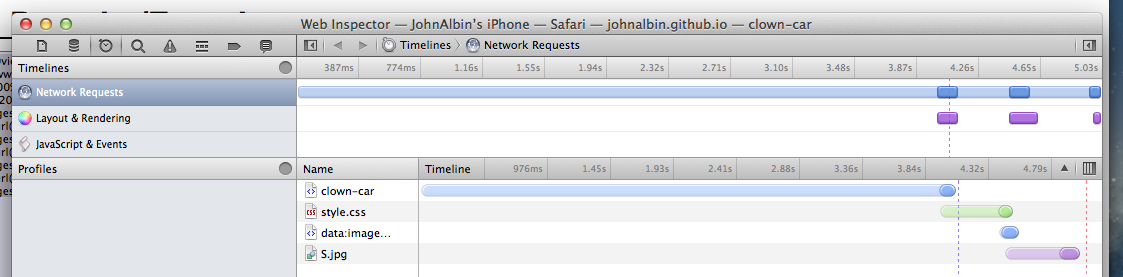 Web Inspector — JohnAlbin's iPhone — Safari — johnalbin.github.io — clown-car
Timelines Network Requests
Timelines 387ms 774ms 1.16s 1.55s 1.94s 2.32s 2.71s 3.10s 3.48s 3.87s 4.26s 4.65s 5.03s
Network Requests
Layout & Rendering
JavaScript & Events
Profiles Name Timeline 976ms 1.45s 1.93s 2.41s 2.88s 3.36s 3.84s 4.32s 4.79s
clown-car
css style.css
data:image...
S.jpg